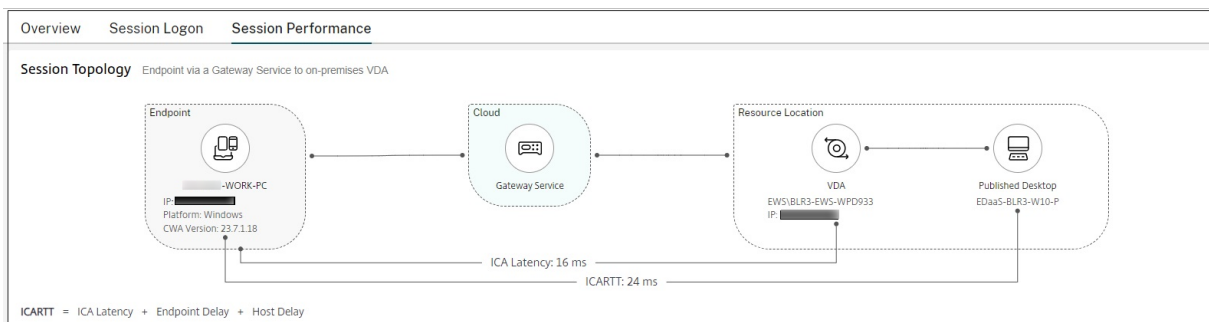 Overview Session Logon Session Performance
Session Topology Endpoint via a Gateway Service to on-premises VDA
Endpoint
Cloud
Resource Location
-WORK-PC
Gateway Service
VDA
Published Desktop
IP:
EWS\BLR3-EWS-WPD933
EDaaS-BLR3-W10-P
Platform: Windows
IP:
CWA Version: 23.7.1.18
ICA Latency: 16 ms
ICARTT: 24 ms
ICARTT = ICA Latency + Endpoint Delay + Host Delay